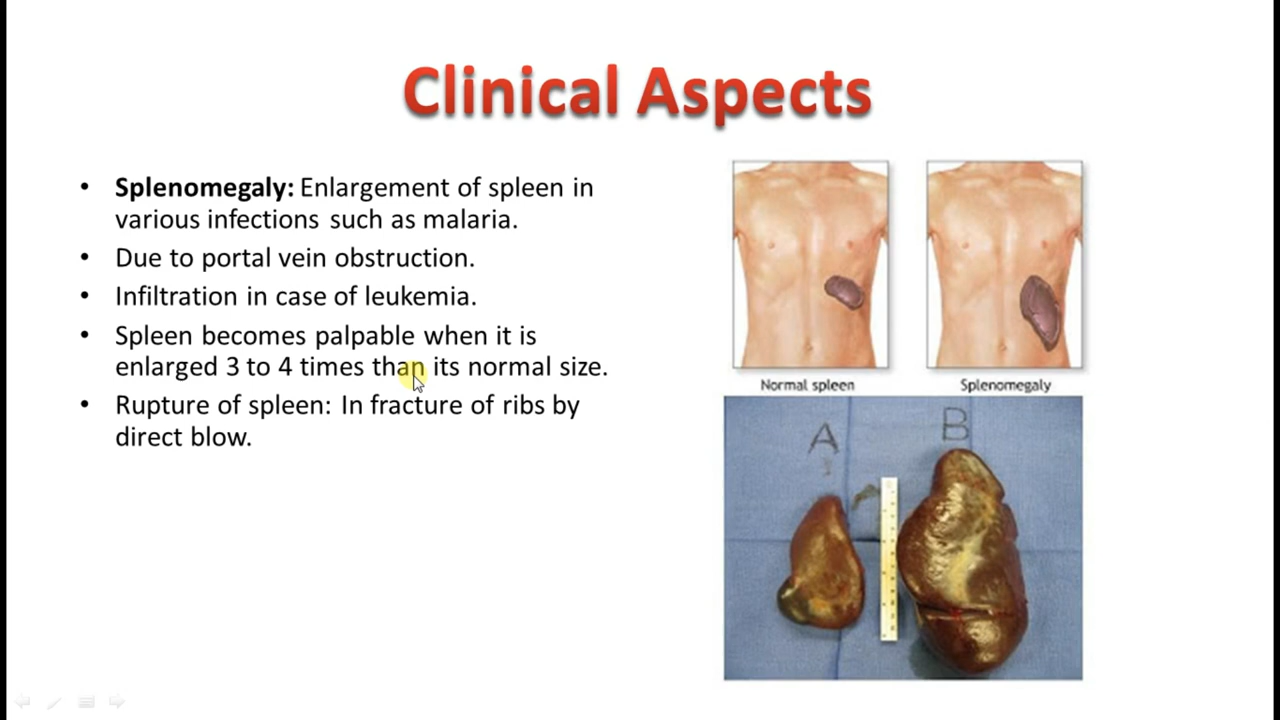 Clinical Aspects
• Splenomegaly: Enlargement of spleen in
various infections such as malaria.
• Due to portal vein obstruction.
• Infiltration in case of leukemia.
• Spleen becomes palpable when it is
enlarged 3 to 4 times than its normal size.
• Rupture of spleen: In fracture of ribs by
direct blow.
Normal spleen
Splenomegaly
A
B